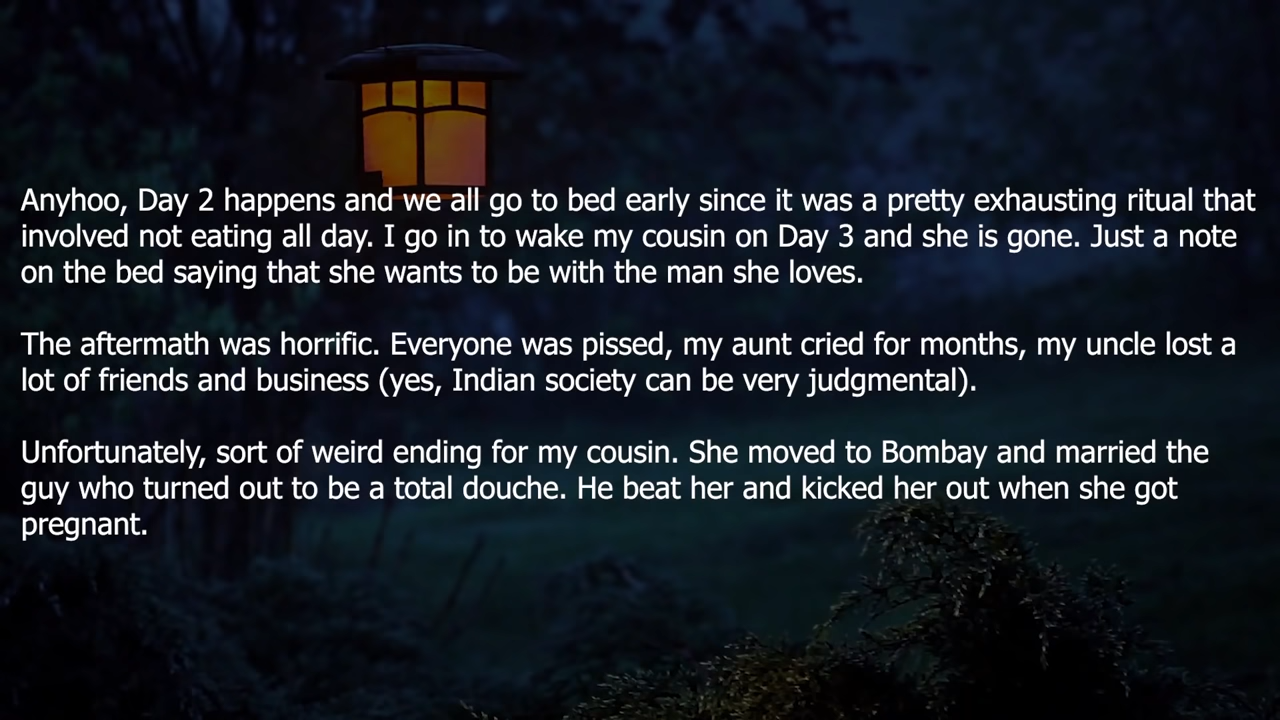 Anyhoo, Day 2 happens and we all go to bed early since it was a pretty exhausting ritual that
involved not eating all day. I go in to wake my cousin on Day 3 and she is gone. Just a note
on the bed saying that she wants to be with the man she loves.
The aftermath was horrific. Everyone was pissed, my aunt cried for months, my uncle lost a
lot of friends and business (yes, Indian society can be very judgmental).
Unfortunately, sort of weird ending for my cousin. She moved to Bombay and married the
guy who turned out to be a total douche. He beat her and kicked her out when she got
pregnant.